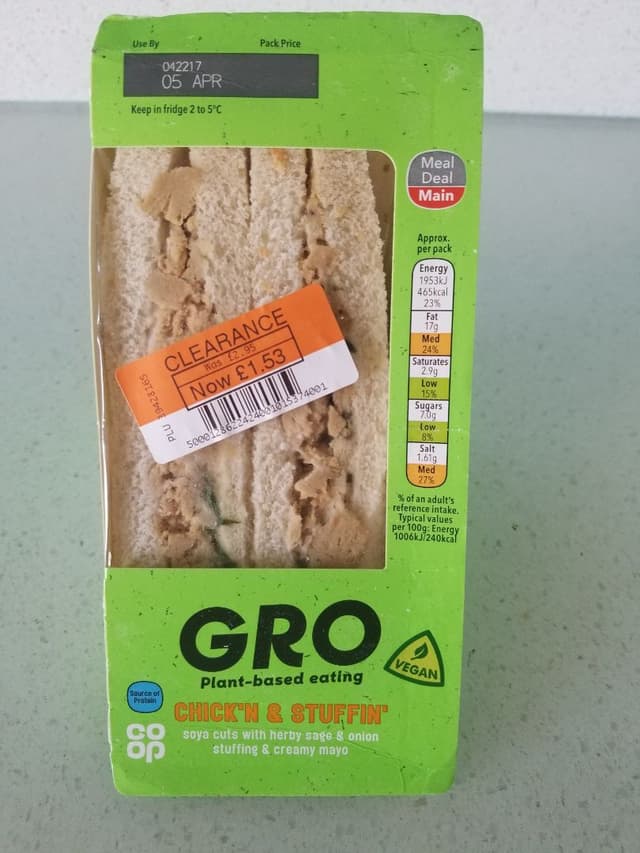 Use By
Pack Price
042217
05 APR
Keep in fridge 2 to 5°C
Meal
Deal
Main
Approx.
per pack
Energy
1953kJ
465kcal
23%
Fat
17g
Med
24%
Saturates
2.9g
Low
15%
Sugars
7.0g
Low
8%
Salt
1.61g
Med
27%
% of an adult's
reference intake.
Typical values
per 100g: Energy
1006kJ/240kcal
CLEARANCE
Was £2.95
Now £1.53
PLU
GRO
Plant-based eating
VEGAN
Source of
Protein
CHICK'N & STUFFIN'
co
op
soya cuts with herby sage & onion
stuffing & creamy mayo